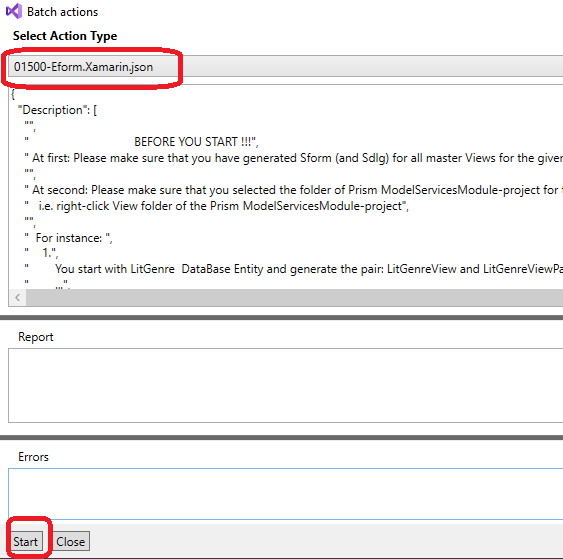 Batch actions
Select Action Type
01500-Eform.Xamarin.json
{
"Description": [
"",
" BEFORE YOU START !!!",
" At first: Please make sure that you have generated Sform (and Sdlg) for all master Views for the given
"",
" At second: Please make sure that you selected the folder of Prism ModelServicesModule-project for
" i.e. right-click View folder of the Prism ModelServicesModule-project",
"",
" For instance: ",
" 1.",
" You start with LitGenre DataBase Entity and generate the pair: LitGenreView and LitGenreViewPa
Report
Errors
Start Close